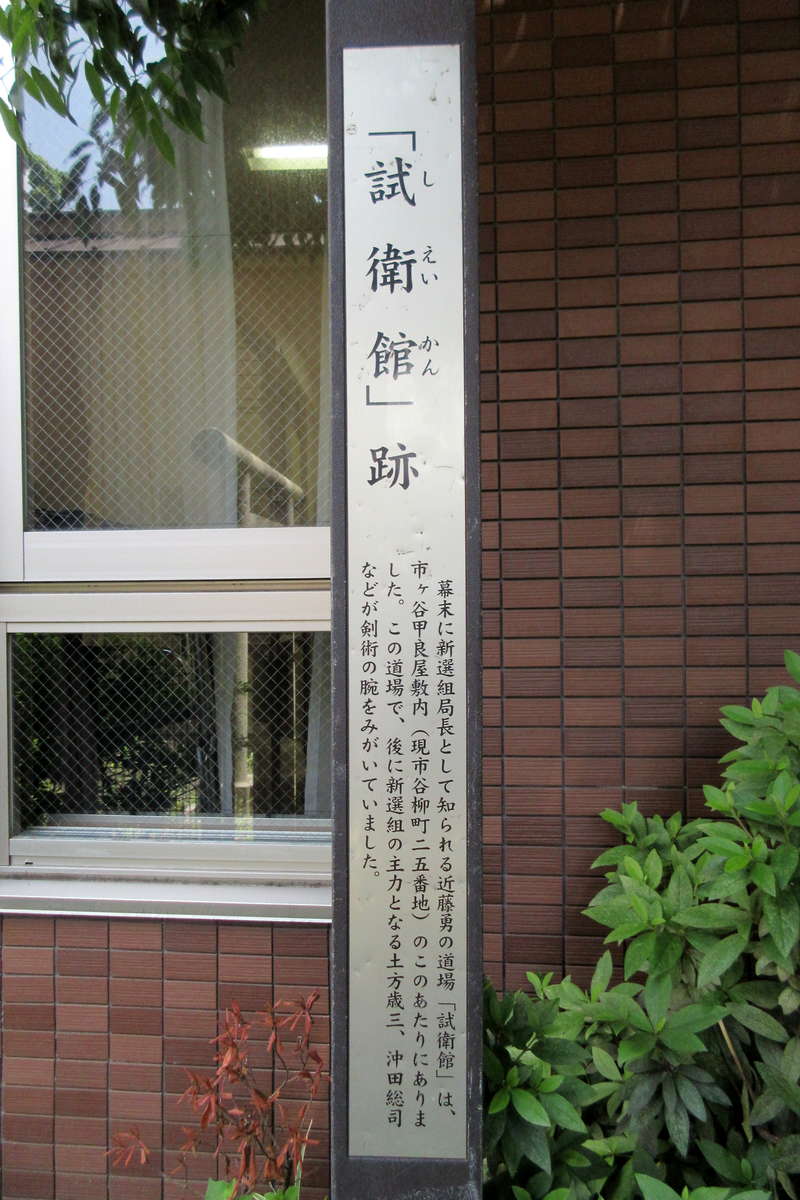 「試衛館」跡
しえいかん
幕末に新選組局長として知られる近藤勇の道場「試衛館」は、
市ヶ谷甲良屋敷内（現市谷柳町二五番地）のこのあたりにありま
した。この道場で、後に新選組の主力となる土方歳三、沖田総司
などが剣術の腕をみがいていました。